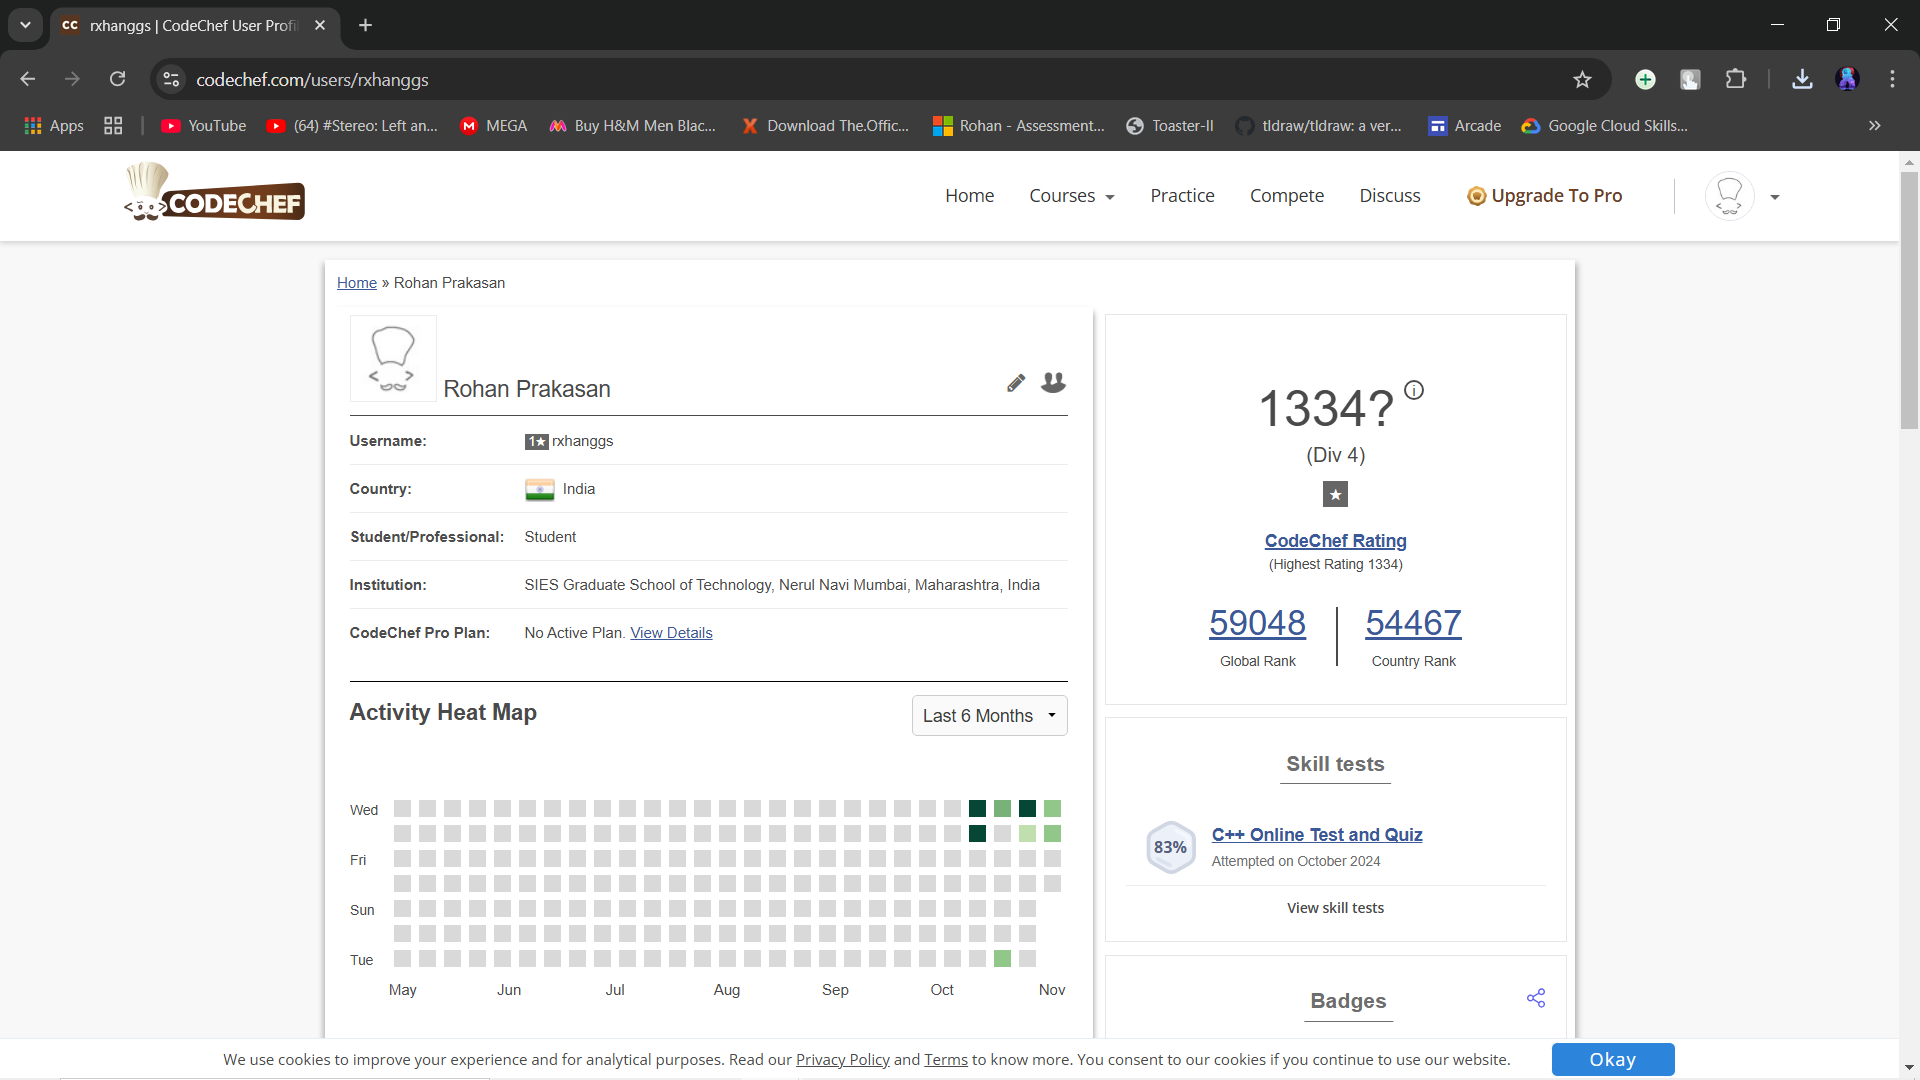 CC rxhanggs | CodeChef User Profi
codechef.com/users/rxhanggs
Apps YouTube (64) #Stereo: Left an... MEGA Buy H&M Men Blac... Download The.Offic... Rohan - Assessment... Toaster-II tldraw/tldraw: a ver... Arcade Google Cloud Skills...
CODECHEF Home Courses Practice Compete Discuss Upgrade To Pro
Home » Rohan Prakasan
Rohan Prakasan
Username: 1★ rxhanggs
Country: India
Student/Professional: Student
Institution: SIES Graduate School of Technology, Nerul Navi Mumbai, Maharashtra, India
CodeChef Pro Plan: No Active Plan. View Details
Activity Heat Map Last 6 Months
Wed
Fri
Sun
Tue
May Jun Jul Aug Sep Oct Nov
1334?
(Div 4)
★
CodeChef Rating
(Highest Rating 1334)
59048 54467
Global Rank Country Rank
Skill tests
83% C++ Online Test and Quiz
Attempted on October 2024
View skill tests
Badges
We use cookies to improve your experience and for analytical purposes. Read our Privacy Policy and Terms to know more. You consent to our cookies if you continue to use our website. Okay